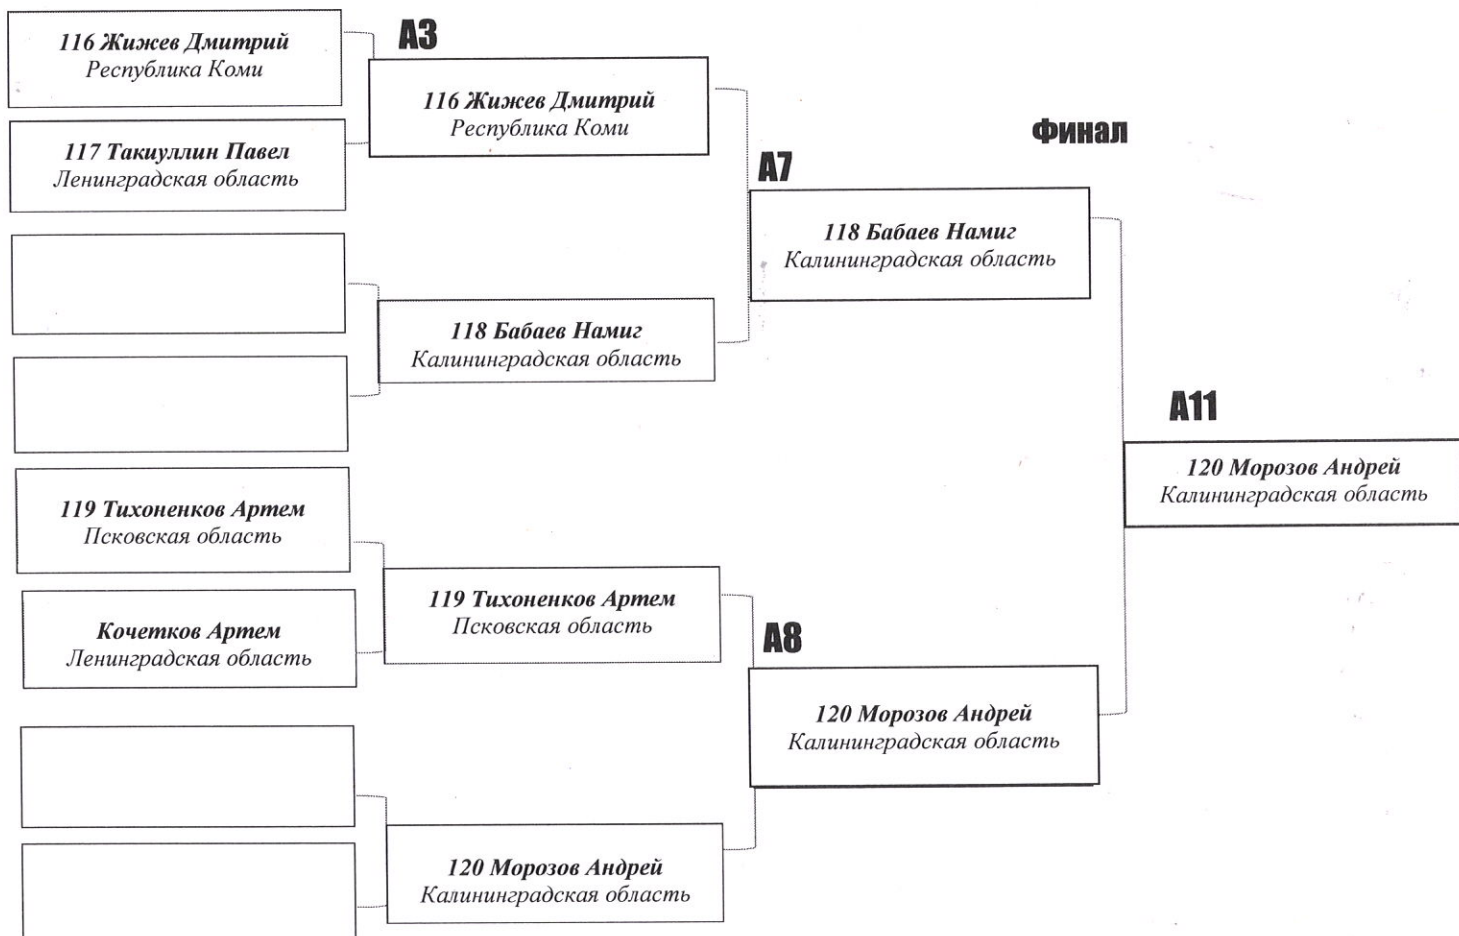 116 Жижев Дмитрий
Республика Коми
117 Такиуллин Павел
Ленинградская область
119 Тихоненков Артем
Псковская область
Кочетков Артем
Ленинградская область
А3
116 Жижев Дмитрий
Республика Коми
118 Бабаев Намиг
Калининградская область
119 Тихоненков Артем
Псковская область
120 Морозов Андрей
Калининградская область
А7
118 Бабаев Намиг
Калининградская область
А8
120 Морозов Андрей
Калининградская область
Финал
А11
120 Морозов Андрей
Калининградская область